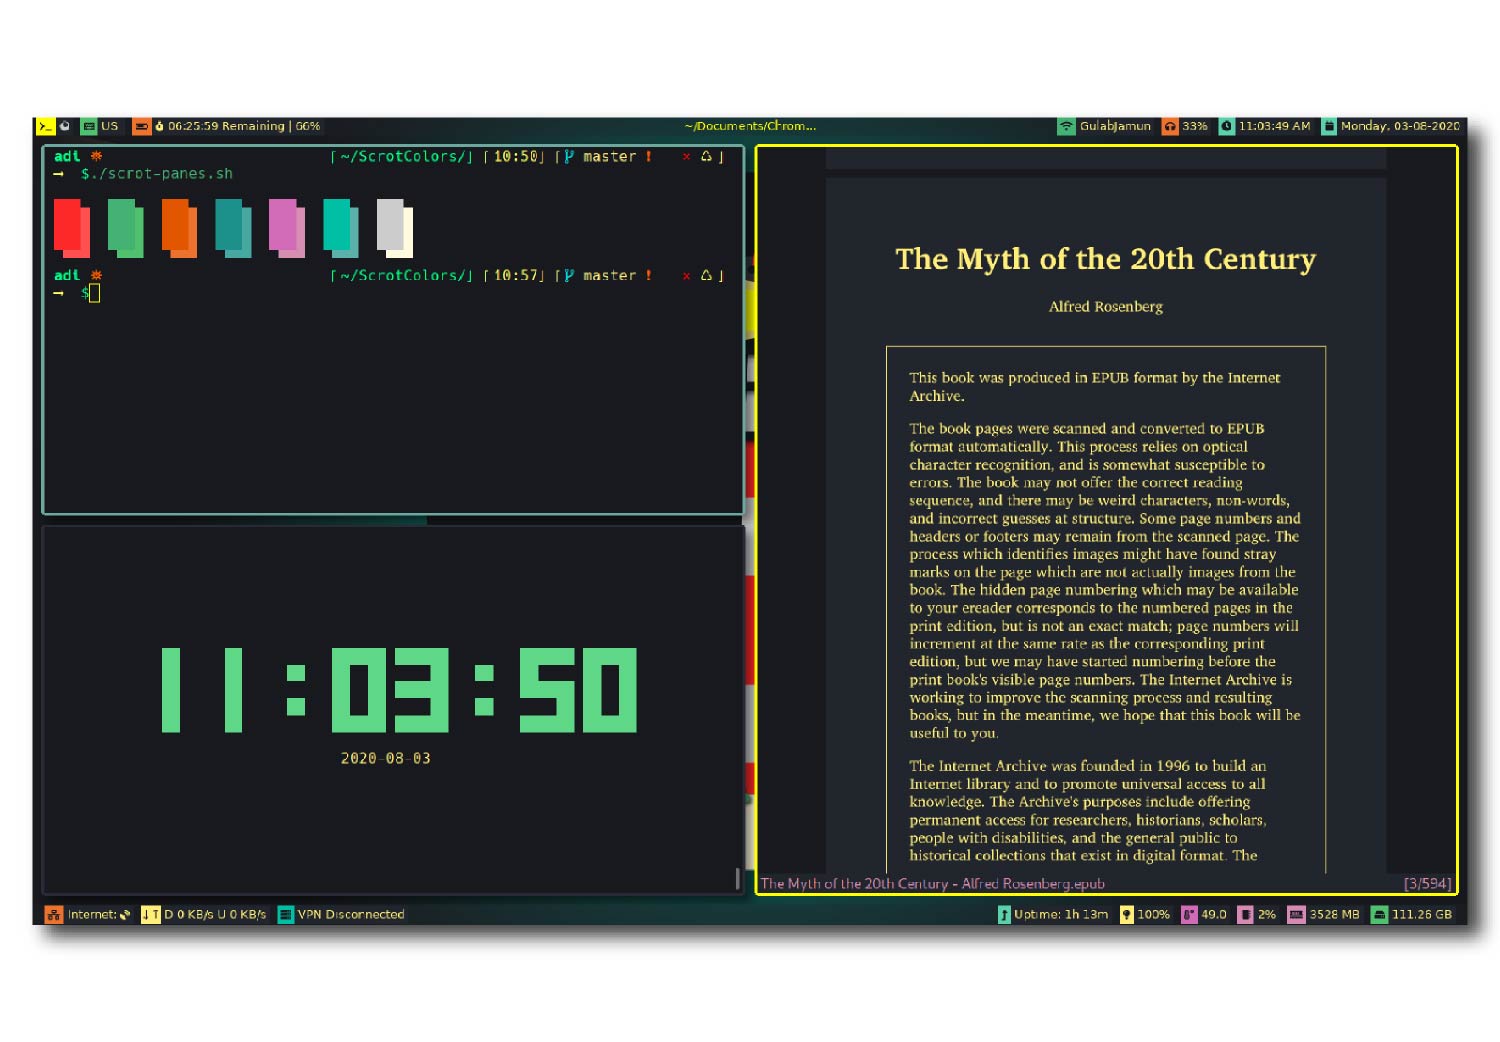 US 06:25:59 Remaining | 66% ~/Documents/Chrom... GulabJamun 33% 11:03:49 AM Monday, 03-08-2020
adi [~/ScrotColors/] [10:50] [master ! × ♺ ]
→ $./scrot-panes.sh
adi [~/ScrotColors/] [10:57] [master ! × ♺ ]
→ $
11:03:50
2020-08-03
The Myth of the 20th Century
Alfred Rosenberg
This book was produced in EPUB format by the Internet
Archive.
The book pages were scanned and converted to EPUB
format automatically. This process relies on optical
character recognition, and is somewhat susceptible to
errors. The book may not offer the correct reading
sequence, and there may be weird characters, non-words,
and incorrect guesses at structure. Some page numbers and
headers or footers may remain from the scanned page. The
process which identifies images might have found stray
marks on the page which are not actually images from the
book. The hidden page numbering which may be available
to your ereader corresponds to the numbered pages in the
print edition, but is not an exact match; page numbers will
increment at the same rate as the corresponding print
edition, but we may have started numbering before the
print book's visible page numbers. The Internet Archive is
working to improve the scanning process and resulting
books, but in the meantime, we hope that this book will be
useful to you.
The Internet Archive was founded in 1996 to build an
Internet library and to promote universal access to all
knowledge. The Archive's purposes include offering
permanent access for researchers, historians, scholars,
people with disabilities, and the general public to
historical collections that exist in digital format. The
The Myth of the 20th Century - Alfred Rosenberg.epub [3/594]
Internet: D 0 KB/s U 0 KB/s VPN Disconnected Uptime: 1h 13m 100% 49.0 2% 3528 MB 111.26 GB